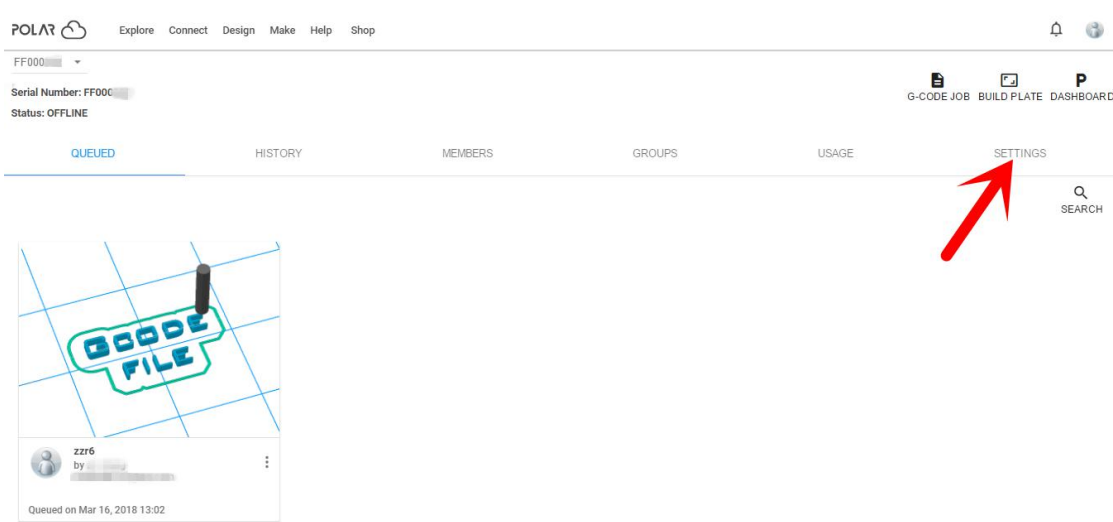 POLAR Explore Connect Design Make Help Shop
FF000
Serial Number: FF000
Status: OFFLINE
G-CODE JOB BUILD PLATE P DASHBOARD
QUEUED HISTORY MEMBERS GROUPS USAGE SETTINGS
SEARCH
GCODE
FILE
zzr6
by
Queued on Mar 16, 2018 13:02